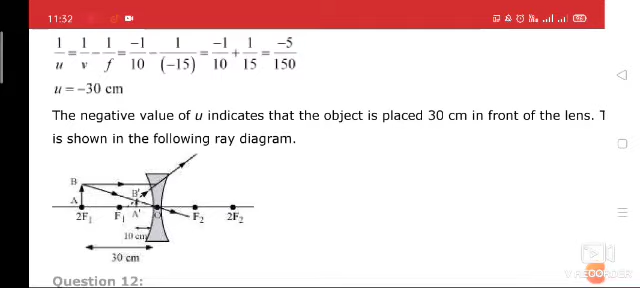 11:32
1/u = 1/v − 1/f = −1/10 − 1/(−15) = −1/10 + 1/15 = −5/150
u = −30 cm
The negative value of u indicates that the object is placed 30 cm in front of the lens. T
is shown in the following ray diagram.
B
B'
A
A'
O
2F₁
F₁
F₂
2F₂
10 cm
30 cm
Question 12:
RECORDER